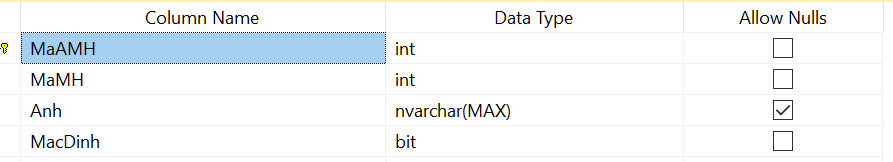 Column Name Data Type Allow Nulls
MaAMH int
MaMH int
Anh nvarchar(MAX)
MacDinh bit